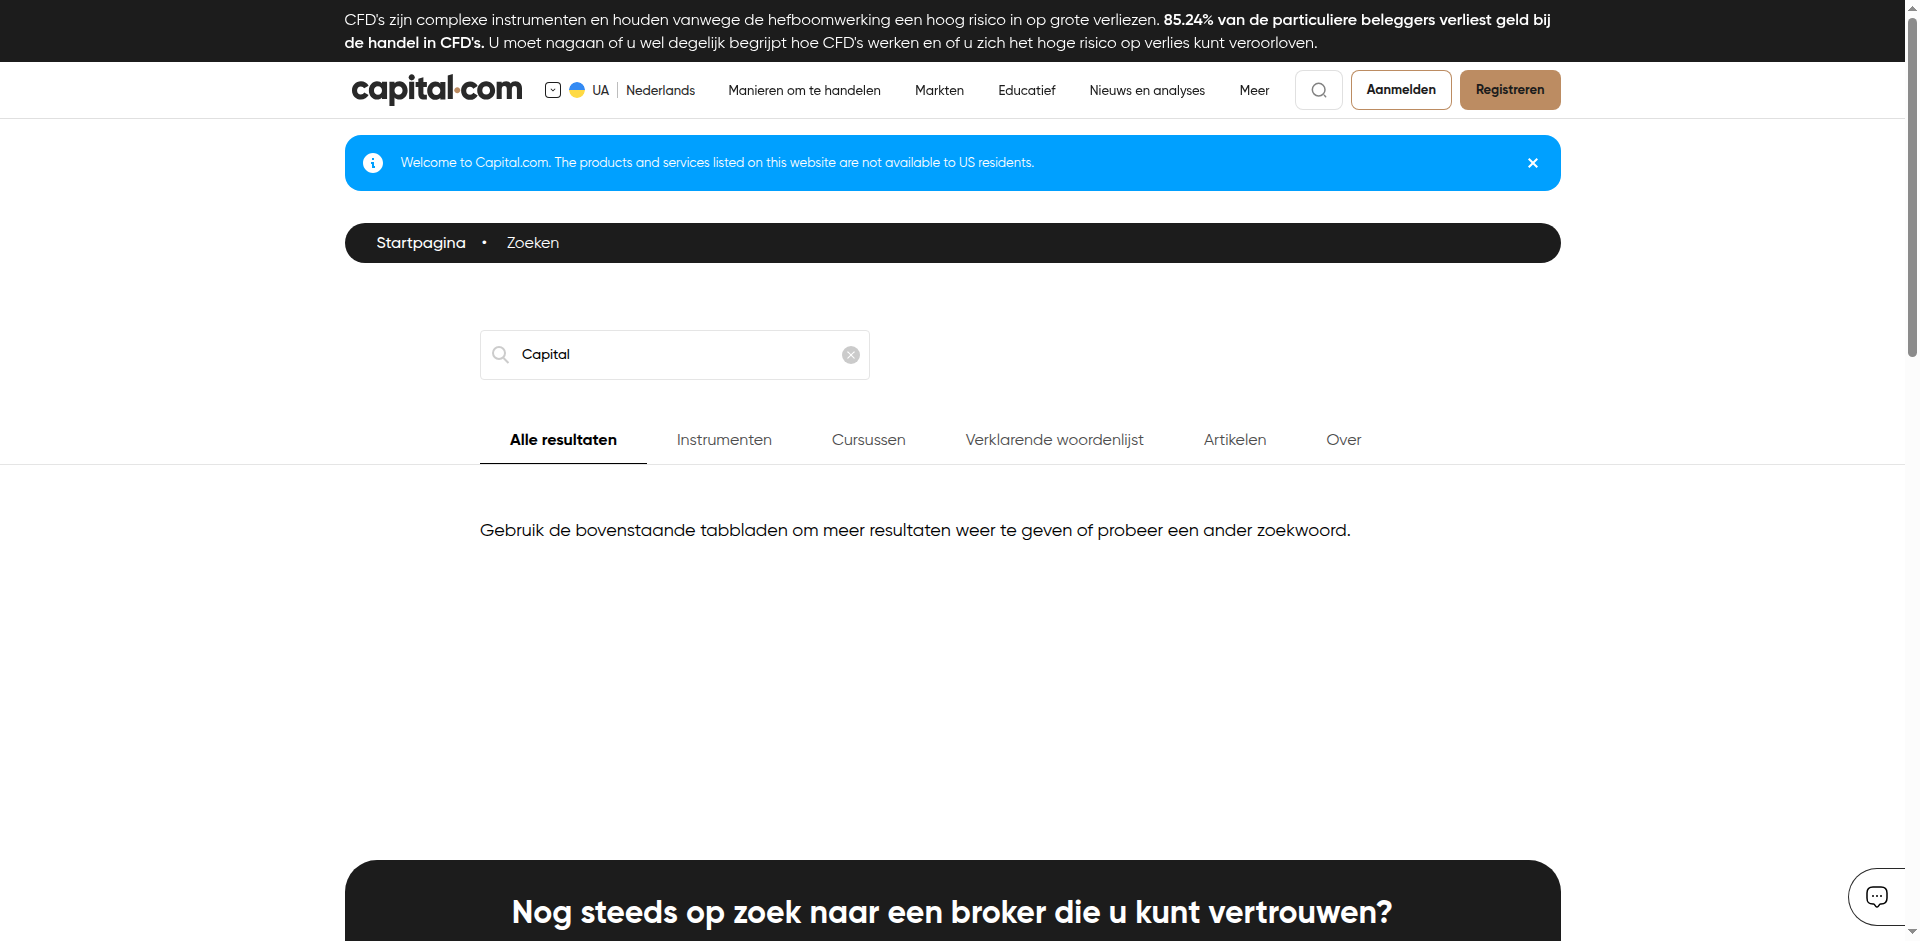 CFD's zijn complexe instrumenten en houden vanwege de hefboomwerking een hoog risico in op grote verliezen. 85.24% van de particuliere beleggers verliest geld bij
de handel in CFD's. U moet nagaan of u wel degelijk begrijpt hoe CFD's werken en of u zich het hoge risico op verlies kunt veroorloven.
capital.com UA Nederlands Manieren om te handelen Markten Educatief Nieuws en analyses Meer Aanmelden Registreren
Welcome to Capital.com. The products and services listed on this website are not available to US residents.
Startpagina • Zoeken
Capital
Alle resultaten Instrumenten Cursussen Verklarende woordenlijst Artikelen Over
Gebruik de bovenstaande tabbladen om meer resultaten weer te geven of probeer een ander zoekwoord.
Nog steeds op zoek naar een broker die u kunt vertrouwen?